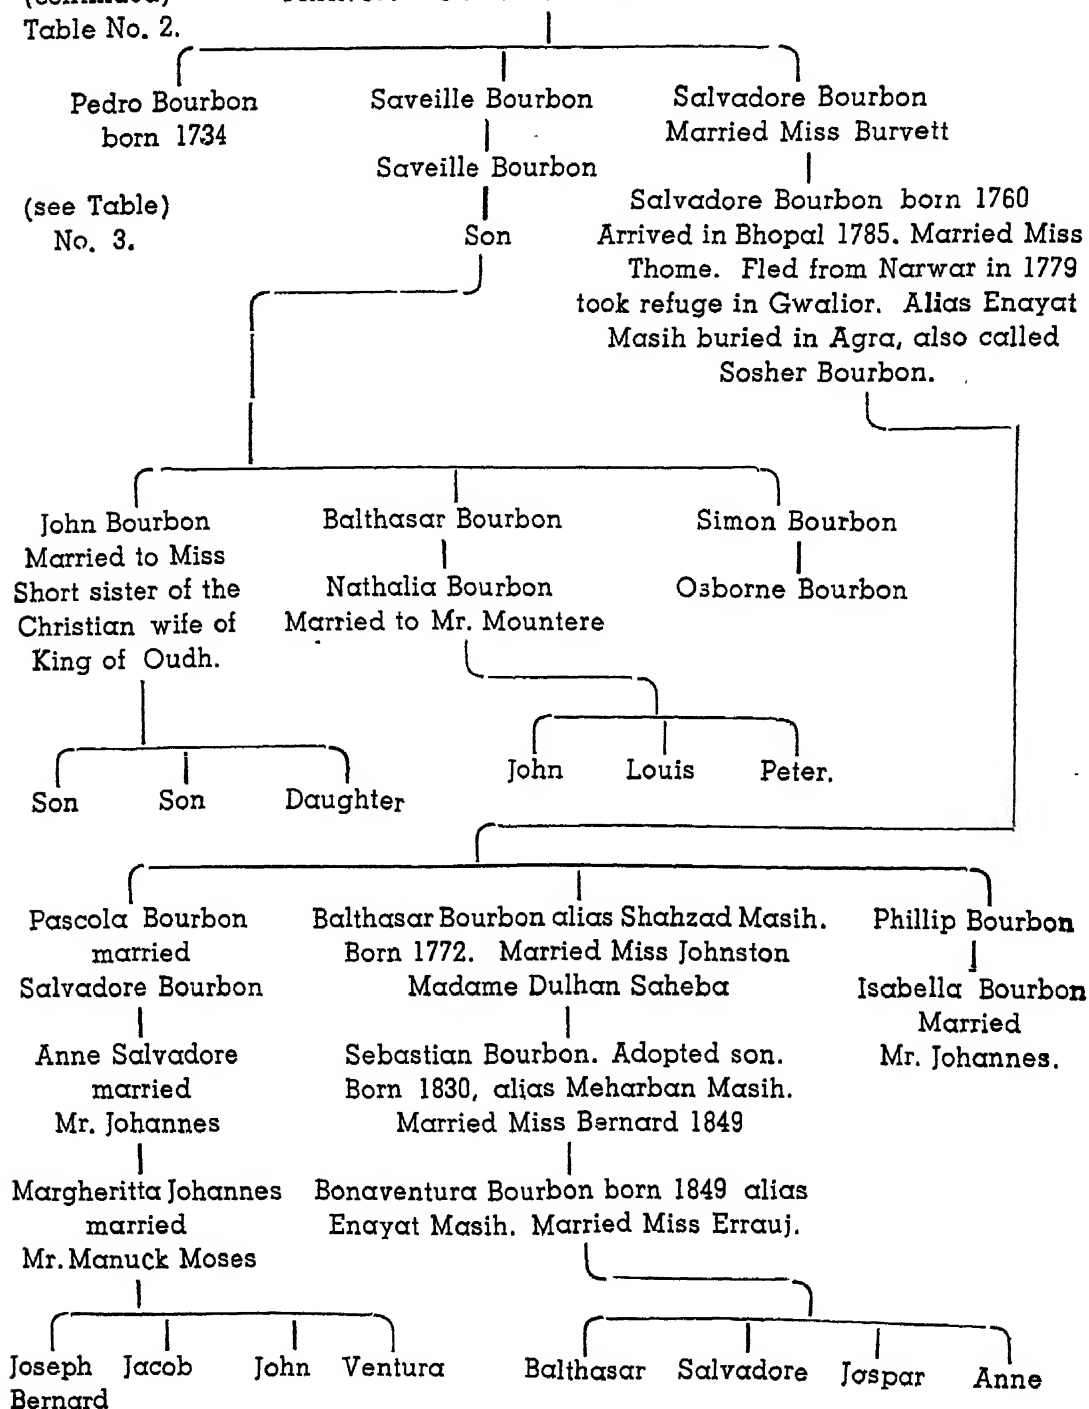 Table No. 2.
Pedro Bourbon
born 1734
Saveille Bourbon
Salvadore Bourbon
Married Miss Burvett
Saveille Bourbon
(see Table)
No. 3.
Son
Salvadore Bourbon born 1760
Arrived in Bhopal 1785. Married Miss
Thome. Fled from Narwar in 1779
took refuge in Gwalior. Alias Enayat
Masih buried in Agra, also called
Sosher Bourbon.
John Bourbon
Married to Miss
Short sister of the
Christian wife of
King of Oudh.
Balthasar Bourbon
Simon Bourbon
Nathalia Bourbon
Married to Mr. Mountere
Osborne Bourbon
Son Son Daughter
John Louis Peter.
Pascola Bourbon
married
Salvadore Bourbon
Balthasar Bourbon alias Shahzad Masih.
Born 1772. Married Miss Johnston
Madame Dulhan Saheba
Phillip Bourbon
Isabella Bourbon
Married
Mr. Johannes.
Anne Salvadore
married
Mr. Johannes
Sebastian Bourbon. Adopted son.
Born 1830, alias Meharban Masih.
Married Miss Bernard 1849
Margheritta Johannes
married
Mr. Manuck Moses
Bonaventura Bourbon born 1849 alias
Enayat Masih. Married Miss Errauj.
Joseph Jacob John Ventura
Bernard
Balthasar Salvadore Jaspar Anne